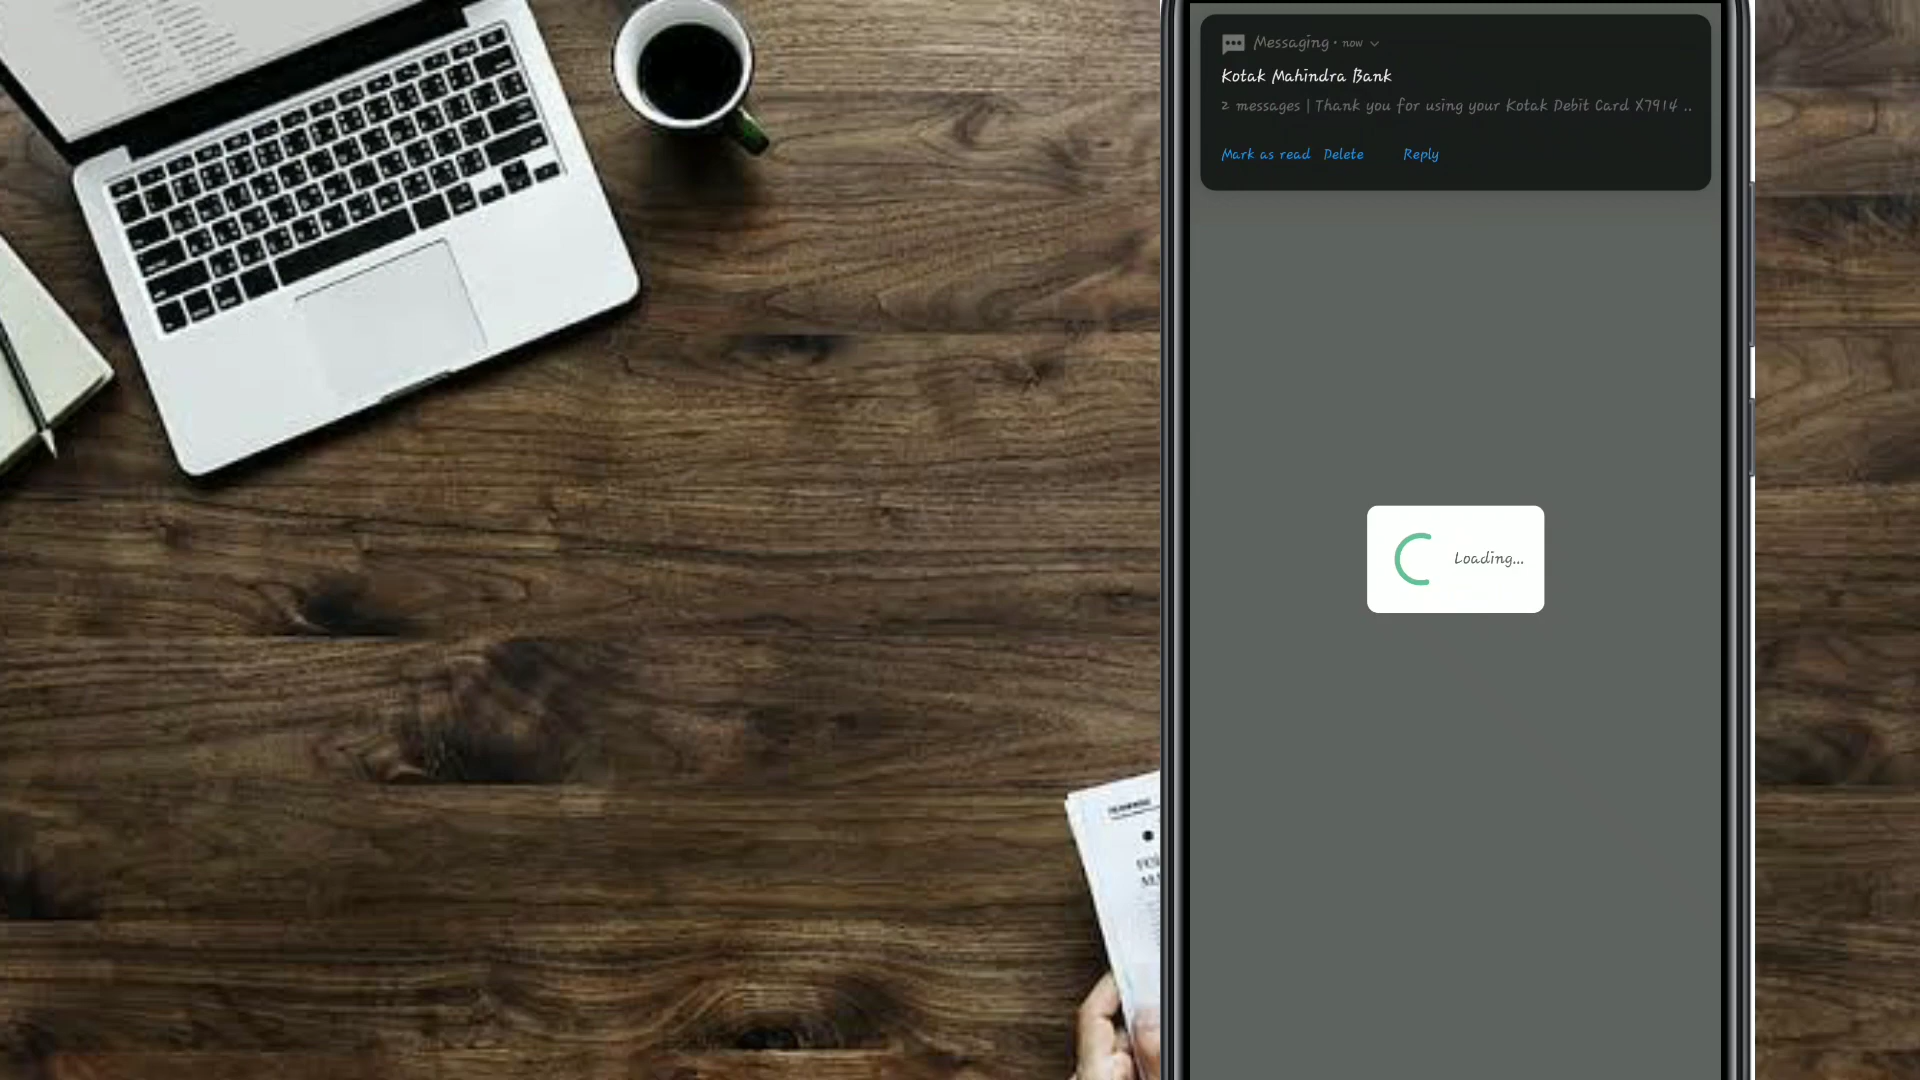 Messaging • now
Kotak Mahindra Bank
2 messages | Thank you for using your Kotak Debit Card X7914 ..
Mark as read Delete Reply
Loading...